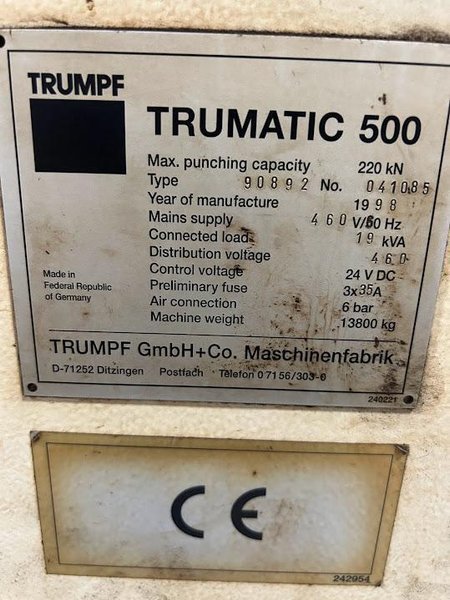 TRUMPF
TRUMATIC 500
Max. punching capacity 220 kN
Type 90892 No. 041085
Year of manufacture 1998
Mains supply 460 V/60 Hz
Connected load 19 kVA
Distribution voltage 460
Control voltage 24 V DC
Preliminary fuse 3x35A
Air connection 6 bar
Machine weight 13800 kg
Made in
Federal Republic
of Germany
TRUMPF GmbH+Co. Maschinenfabrik
D-71252 Ditzingen Postfach Telefon 07156/303-0
240221
CE
242954